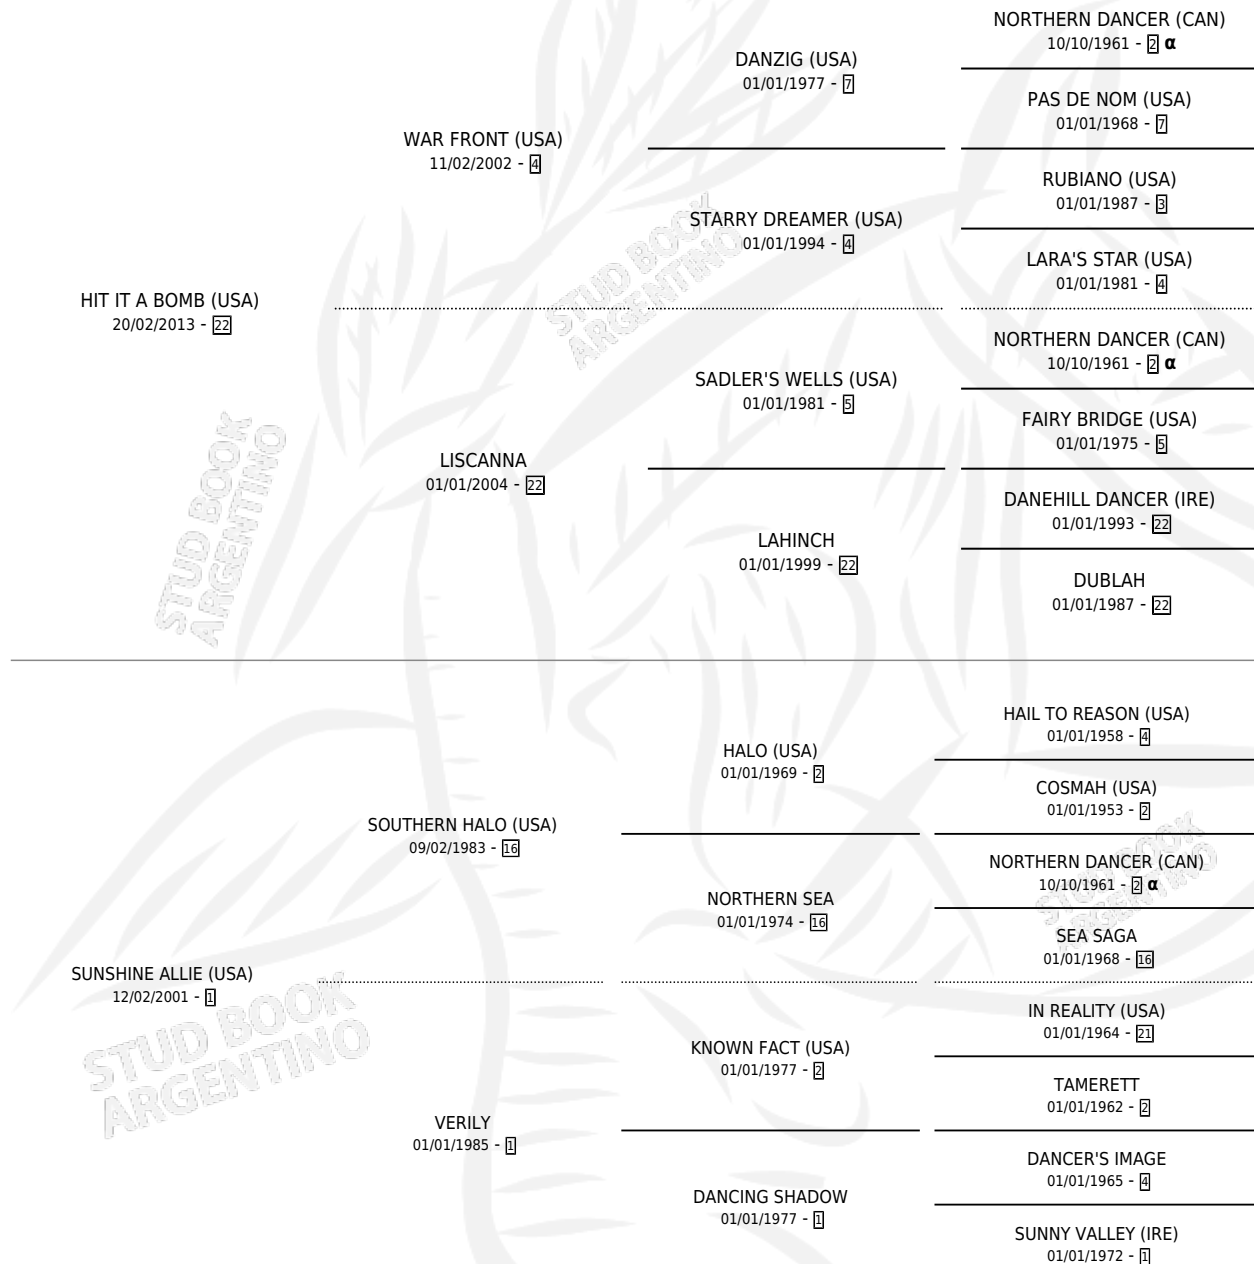 NORTHERN DANCER (CAN)
10/10/1961 - 2 α
DANZIG (USA)
01/01/1977 - 7
PAS DE NOM (USA)
01/01/1968 - 7
WAR FRONT (USA)
11/02/2002 - 4
RUBIANO (USA)
01/01/1987 - 3
STARRY DREAMER (USA)
01/01/1994 - 4
LARA'S STAR (USA)
01/01/1981 - 4
HIT IT A BOMB (USA)
20/02/2013 - 22
NORTHERN DANCER (CAN)
10/10/1961 - 2 α
SADLER'S WELLS (USA)
01/01/1981 - 5
FAIRY BRIDGE (USA)
01/01/1975 - 5
LISCANNA
01/01/2004 - 22
DANEHILL DANCER (IRE)
01/01/1993 - 22
LAHINCH
01/01/1999 - 22
DUBLAH
01/01/1987 - 22
STUD BOOK
ARGENTINO
STUD BOOK
ARGENTINO
HAIL TO REASON (USA)
01/01/1958 - 4
HALO (USA)
01/01/1969 - 2
COSMAH (USA)
01/01/1953 - 2
SOUTHERN HALO (USA)
09/02/1983 - 16
NORTHERN DANCER (CAN)
10/10/1961 - 2 α
NORTHERN SEA
01/01/1974 - 16
SEA SAGA
01/01/1968 - 16
STUD BOOK
ARGENTINO
SUNSHINE ALLIE (USA)
12/02/2001 - 1
STUD BOOK
ARGENTINO
IN REALITY (USA)
01/01/1964 - 21
KNOWN FACT (USA)
01/01/1977 - 2
TAMERETT
01/01/1962 - 2
VERILY
01/01/1985 - 1
DANCER'S IMAGE
01/01/1965 - 4
DANCING SHADOW
01/01/1977 - 1
SUNNY VALLEY (IRE)
01/01/1972 - 1